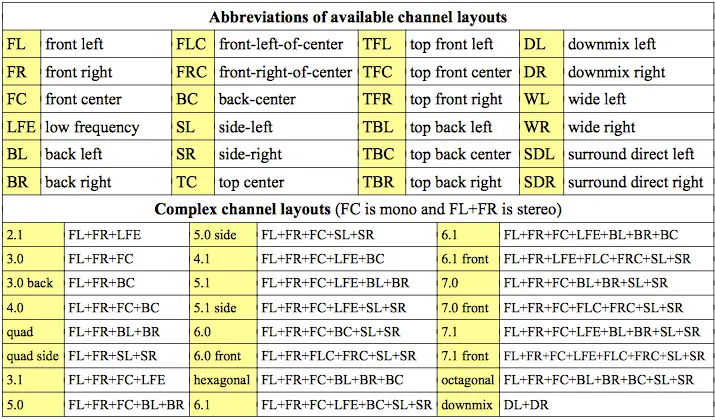 Abbreviations of available channel layouts
FL front left FLC front-left-of-center TFL top front left DL downmix left
FR front right FRC front-right-of-center TFC top front center DR downmix right
FC front center BC back-center TFR top front right WL wide left
LFE low frequency SL side-left TBL top back left WR wide right
BL back left SR side-right TBC top back center SDL surround direct left
BR back right TC top center TBR top back right SDR surround direct right
Complex channel layouts (FC is mono and FL+FR is stereo)
2.1 FL+FR+LFE 5.0 side FL+FR+FC+SL+SR 6.1 FL+FR+FC+LFE+BL+BR+BC
3.0 FL+FR+FC 4.1 FL+FR+FC+LFE+BC 6.1 front FL+FR+LFE+FLC+FRC+SL+SR
3.0 back FL+FR+BC 5.1 FL+FR+FC+LFE+BL+BR 7.0 FL+FR+FC+BL+BR+SL+SR
4.0 FL+FR+FC+BC 5.1 side FL+FR+FC+LFE+SL+SR 7.0 front FL+FR+FC+FLC+FRC+SL+SR
quad FL+FR+BL+BR 6.0 FL+FR+FC+BC+SL+SR 7.1 FL+FR+FC+LFE+BL+BR+SL+SR
quad side FL+FR+SL+SR 6.0 front FL+FR+FLC+FRC+SL+SR 7.1 front FL+FR+FC+LFE+FLC+FRC+SL+SR
3.1 FL+FR+FC+LFE hexagonal FL+FR+FC+BL+BR+BC octagonal FL+FR+FC+BL+BR+BC+SL+SR
5.0 FL+FR+FC+BL+BR 6.1 FL+FR+FC+LFE+BC+SL+SR downmix DL+DR